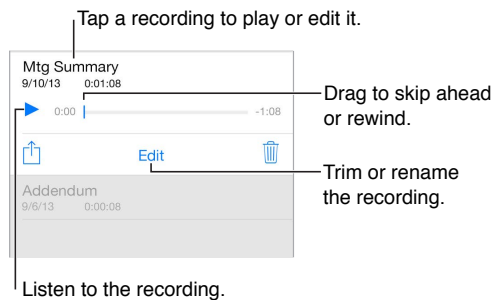 Tap a recording to play or edit it.
Mtg Summary
9/10/13 0:01:08
0:00 -1:08
Drag to skip ahead
or rewind.
Edit
Trim or rename
the recording.
Addendum
9/6/13 0:00:08
Listen to the recording.